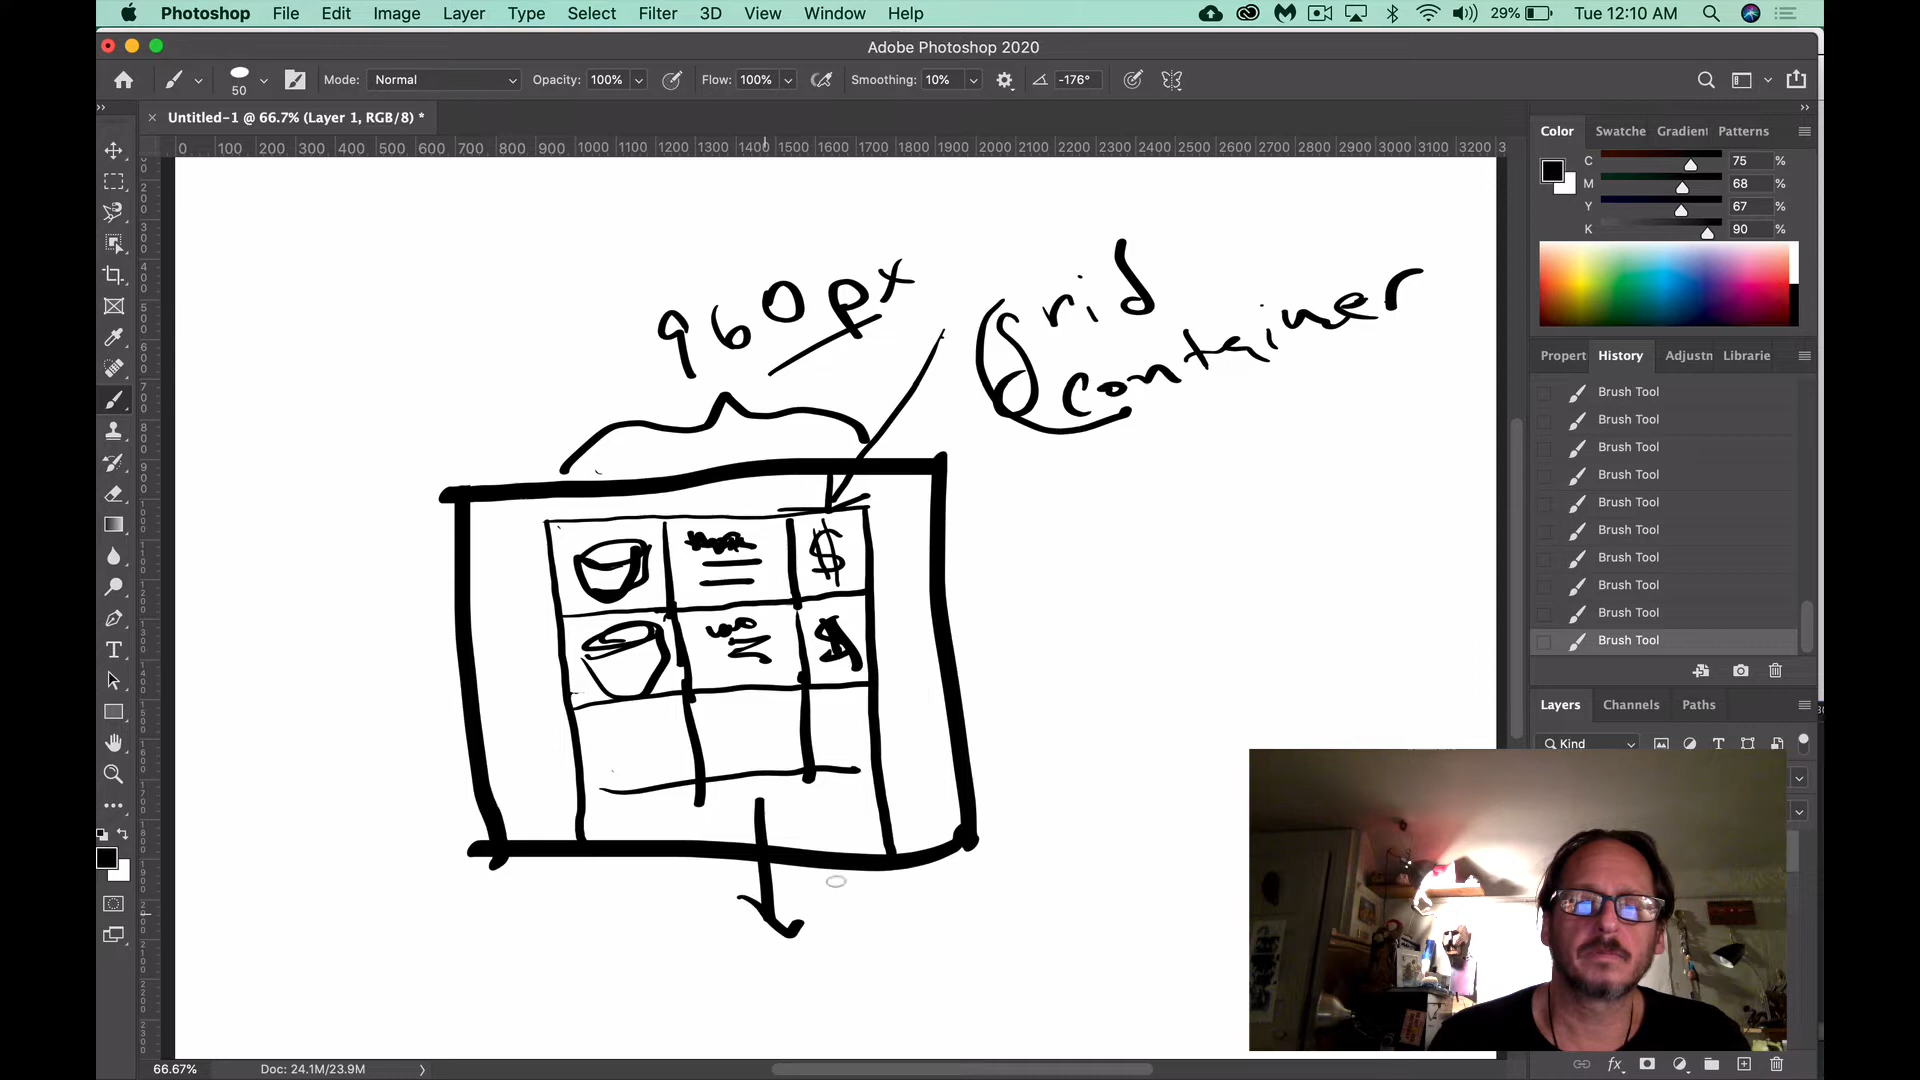 Photoshop File Edit Image Layer Type Select Filter 3D View Window Help 29% Tue 12:10 AM
Adobe Photoshop 2020
50 Mode: Normal Opacity: 100% Flow: 100% Smoothing: 10% -176°
Untitled-1 @ 66.7% (Layer 1, RGB/8) *
0 100 200 300 400 500 600 700 800 900 1000 1100 1200 1300 1400 1500 1600 1700 1800 1900 2000 2100 2200 2300 2400 2500 2600 2700 2800 2900 3000 3100 3200 3
960px
Grid
container
$
$
Color Swatche Gradient Patterns
C 75 %
M 68 %
Y 67 %
K 90 %
Propert History Adjustn Librarie
Brush Tool
Brush Tool
Brush Tool
Brush Tool
Brush Tool
Brush Tool
Brush Tool
Brush Tool
Brush Tool
Brush Tool
Layers Channels Paths
Kind
66.67% Doc: 24.1M/23.9M